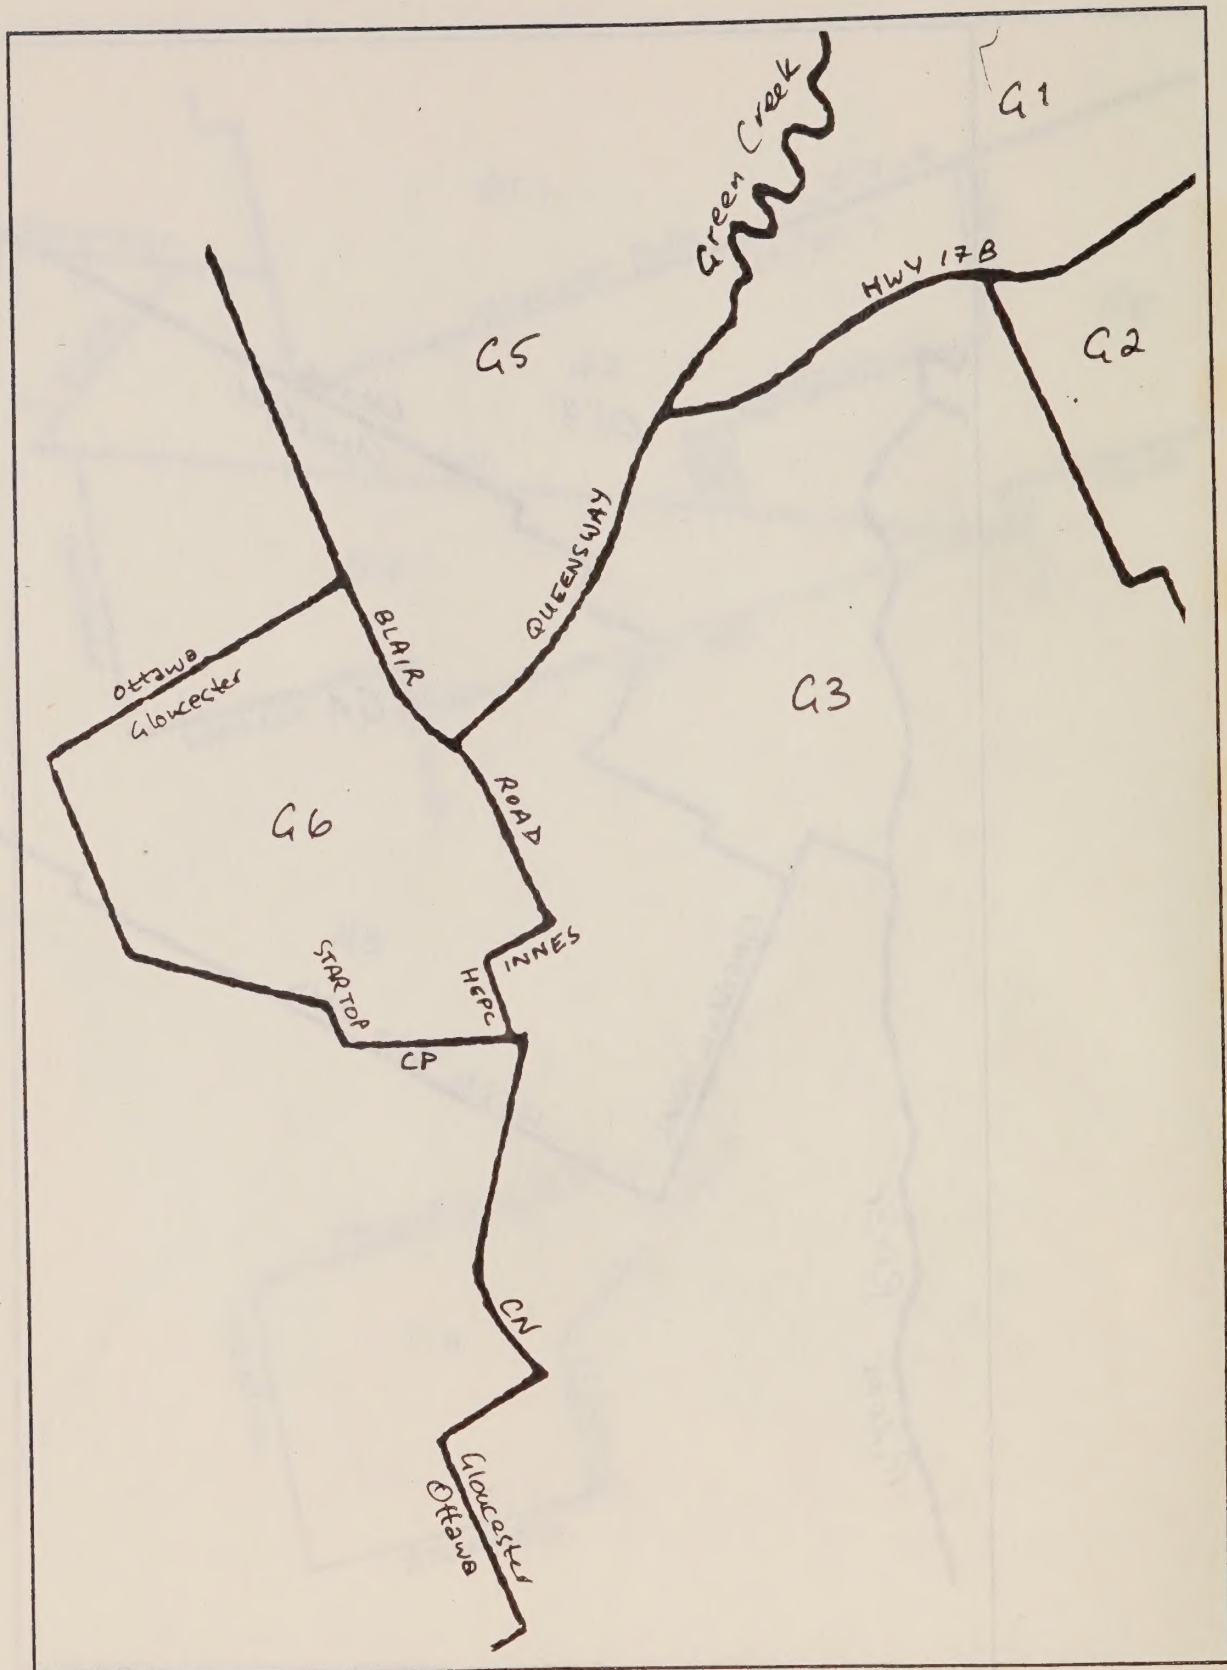 G1
Green Creek
HWY 17B
G2
G5
QUEENSWAY
BLAIR
Ottawa
Gloucester
G3
ROAD
G6
INNES
STARTOP
HEPC
CP
CN
Gloucester
Ottawa